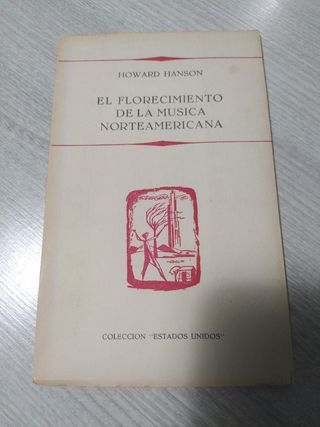 HOWARD HANSON
EL FLORECIMIENTO
DE LA MUSICA
NORTEAMERICANA
COLECCION "ESTADOS UNIDOS"